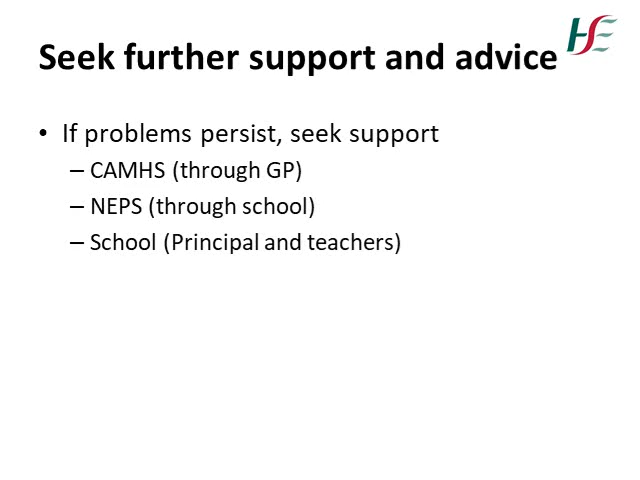 Seek further support and advice
HSE
• If problems persist, seek support
– CAMHS (through GP)
– NEPS (through school)
– School (Principal and teachers)